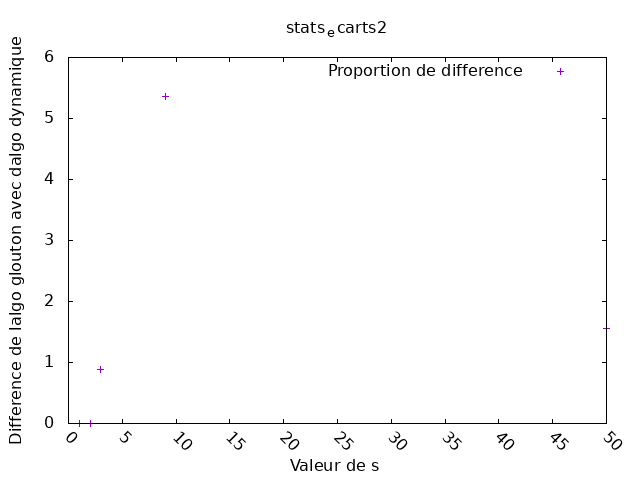 stats_ecarts2
Proportion de difference
Difference de lalgo glouton avec dalgo dynamique
6
5
4
3
2
1
0
0 5 10 15 20 25 30 35 40 45 50
Valeur de s